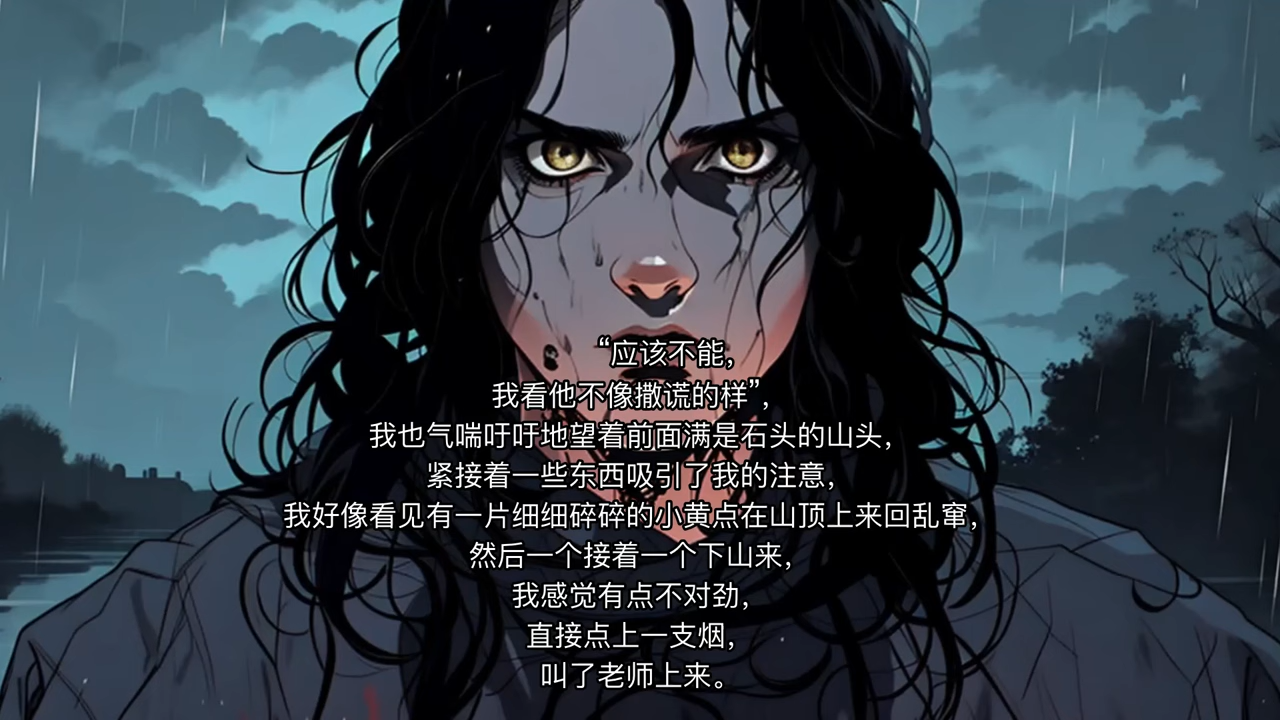 “应该不能，
我看他不像撒谎的样”，
我也气喘吁吁地望着前面满是石头的山头，
紧接着一些东西吸引了我的注意，
我好像看见有一片细细碎碎的小黄点在山顶上来回乱窜，
然后一个接着一个下山来，
我感觉有点不对劲，
直接点上一支烟，
叫了老师上来。